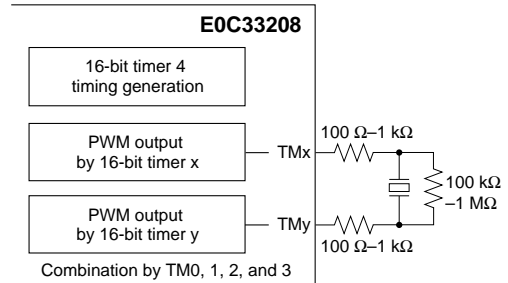 E0C33208
16-bit timer 4
timing generation
PWM output
by 16-bit timer x
TMx
100 Ω–1 kΩ
100 kΩ
–1 MΩ
PWM output
by 16-bit timer y
TMy
100 Ω–1 kΩ
Combination by TM0, 1, 2, and 3